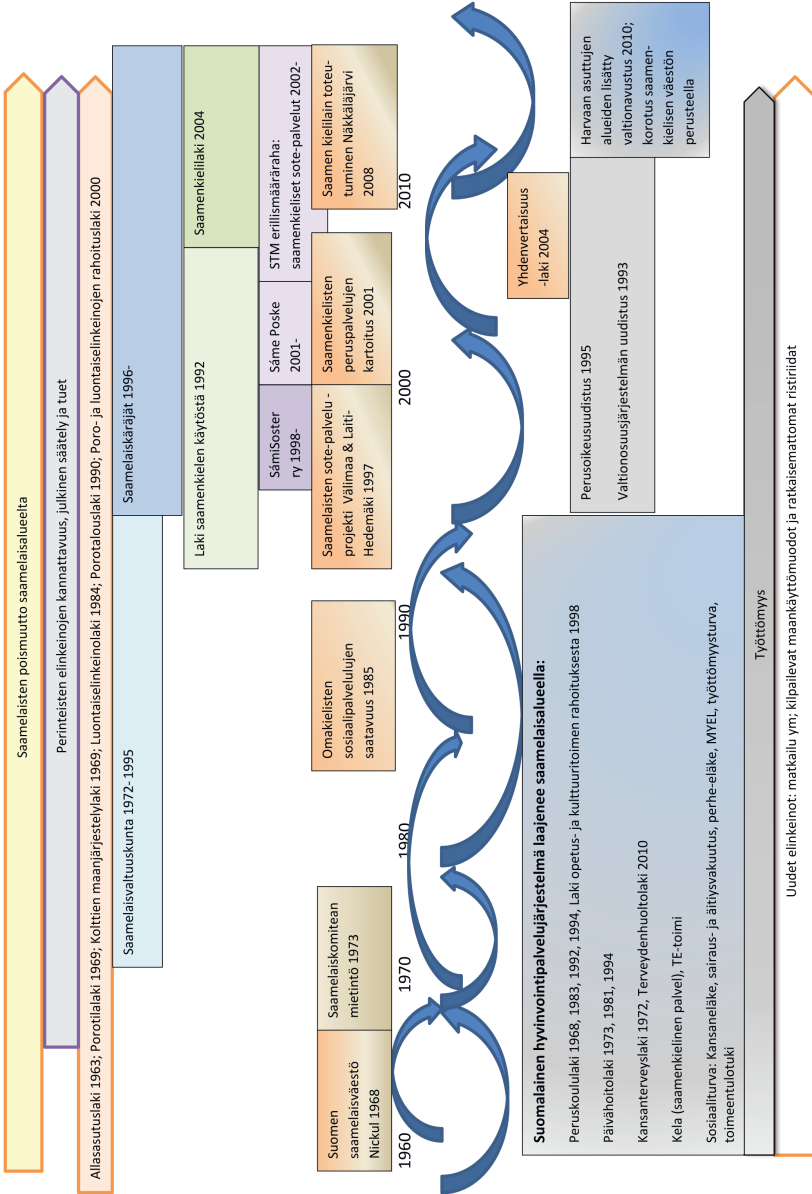 Saamelaisten poismuutto saamelaisalueelta
Perinteisten elinkeinojen kannattavuus, julkinen säätely ja tuet
Allasasutuslaki 1963; Porotilalaki 1969; Kolttien maanjärjestelylaki 1969; Luontaiselinkeinolaki 1984; Porotalouslaki 1990; Poro- ja luontaiselinkeinojen rahoituslaki 2000
Saamelaisvaltuuskunta 1972- 1995
Saamelaiskäräjät 1996-
Laki saamenkielen käytöstä 1992
Saamenkielilaki 2004
SámiSoster
ry 1998-
Sáme Poske
2001-
STM erillismääräraha:
saamenkieliset sote-palvelut 2002-
Suomen
saamelaisväestö
Nickul 1968
Saamelaiskomitean
mietintö 1973
Omakielisten
sosiaalipalvelulujen
saatavuus 1985
Saamelaisten sote-palvelu -
projekti Välimaa & Laiti-
Hedemäki 1997
Saamenkielisten
peruspalvelujen
kartoitus 2001
Saamen kielilain toteu-
tuminen Näkkäläjärvi
2008
1960
1970
1980
1990
2000
2010
Yhdenvertaisuus
-laki 2004
Suomalainen hyvinvointipalvelujärjestelmä laajenee saamelaisalueella:
Peruskoululaki 1968, 1983, 1992, 1994, Laki opetus- ja kulttuuritoimen rahoituksesta 1998
Päivähoitolaki 1973, 1981, 1994
Kansanterveyslaki 1972, Terveydenhuoltolaki 2010
Kela (saamenkielinen palvel), TE-toimi
Sosiaaliturva: Kansaneläke, sairaus- ja äitiysvakuutus, perhe-eläke, MYEL, työttömyysturva,
toimeentulotuki
Perusoikeusuudistus 1995
Valtionosuusjärjestelmän uudistus 1993
Harvaan asuttujen
alueiden lisätty
valtionavustus 2010;
korotus saamen-
kielisen väestön
perusteella
Työttömyys
Uudet elinkeinot: matkailu ym; kilpailevat maankäyttömuodot ja ratkaisemattomat ristiriidat